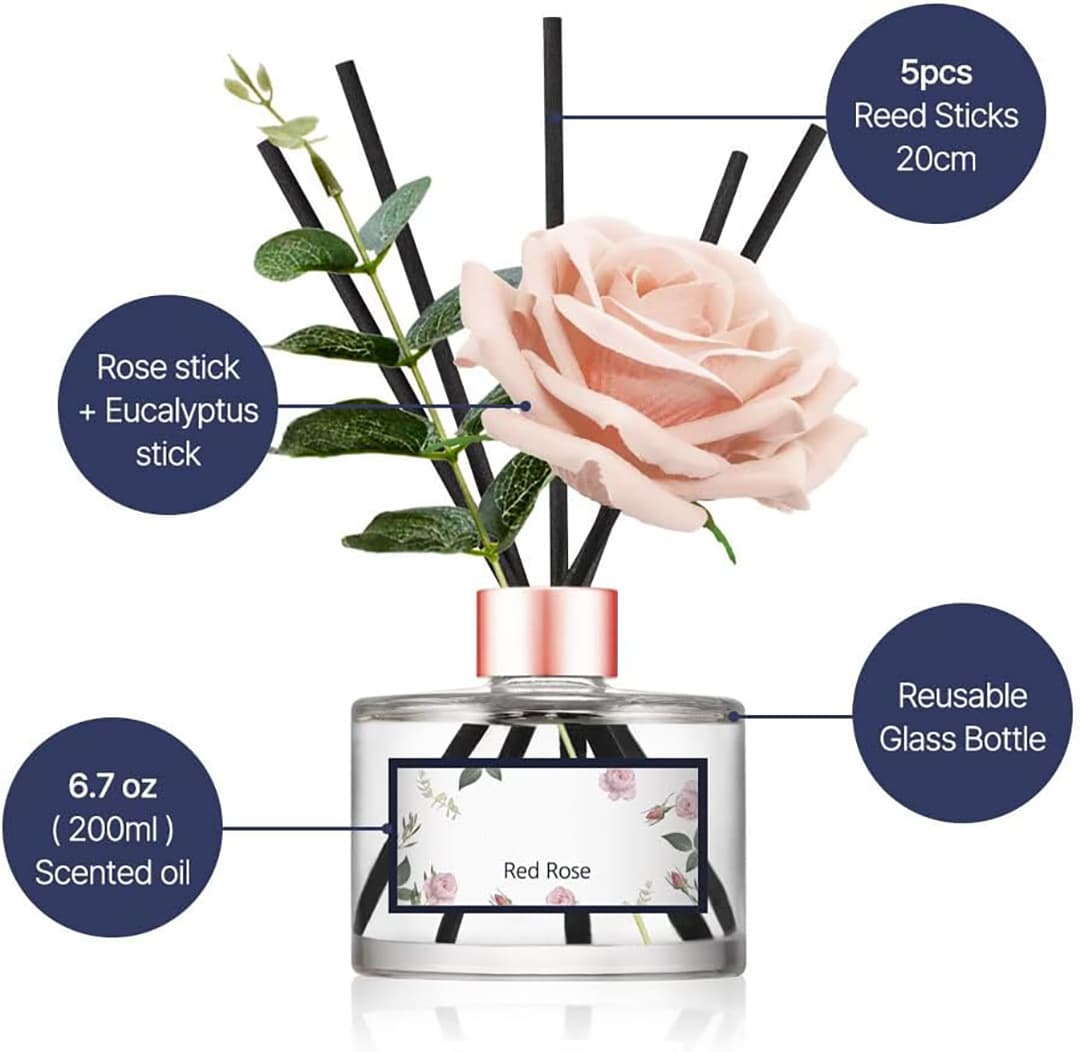 5pcs
Reed Sticks
20cm
Rose stick
+ Eucalyptus
stick
Reusable
Glass Bottle
6.7 oz
( 200ml )
Scented oil
Red Rose